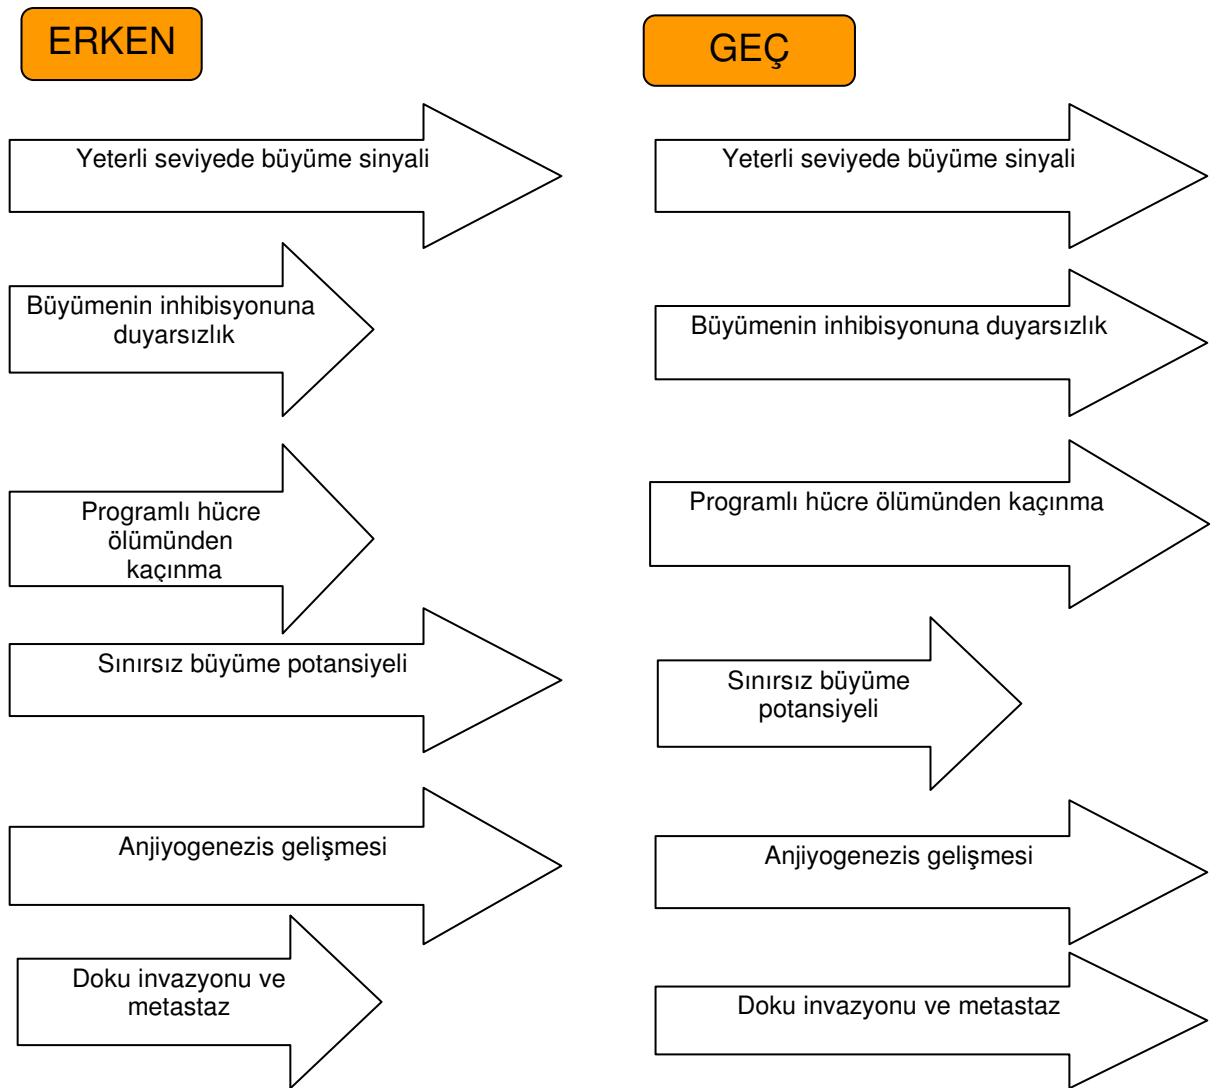 ERKEN
GEÇ
Yeterli seviyede büyüme sinyali
Yeterli seviyede büyüme sinyali
Büyümenin inhibisyonuna
duyarsızlık
Büyümenin inhibisyonuna duyarsızlık
Programlı hücre
ölümünden
kaçınma
Programlı hücre ölümünden kaçınma
Sınırsız büyüme potansiyeli
Sınırsız büyüme
potansiyeli
Anjiyogenezis gelişmesi
Anjiyogenezis gelişmesi
Doku invazyonu ve
metastaz
Doku invazyonu ve metastaz